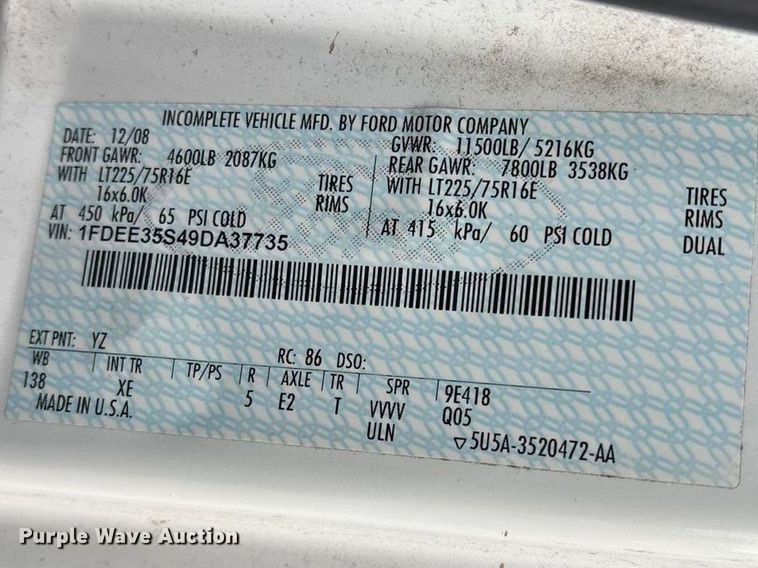 INCOMPLETE VEHICLE MFD. BY FORD MOTOR COMPANY
DATE: 12/08 GVWR: 11500LB/ 5216KG
FRONT GAWR: 4600LB 2087KG REAR GAWR: 7800LB 3538KG
WITH LT225/75R16E TIRES WITH LT225/75R16E TIRES
16x6.0K RIMS 16x6.0K RIMS
AT 450 kPa/ 65 PSI COLD AT 415 kPa/ 60 PSI COLD DUAL
VIN: 1FDEE35S49DA37735
EXT PNT: YZ RC: 86 DSO:
WB INT TR TP/PS R AXLE TR SPR 9E418
138 XE 5 E2 T VVVV Q05
MADE IN U.S.A. ULN ▽5U5A-3520472-AA
Purple Wave Auction